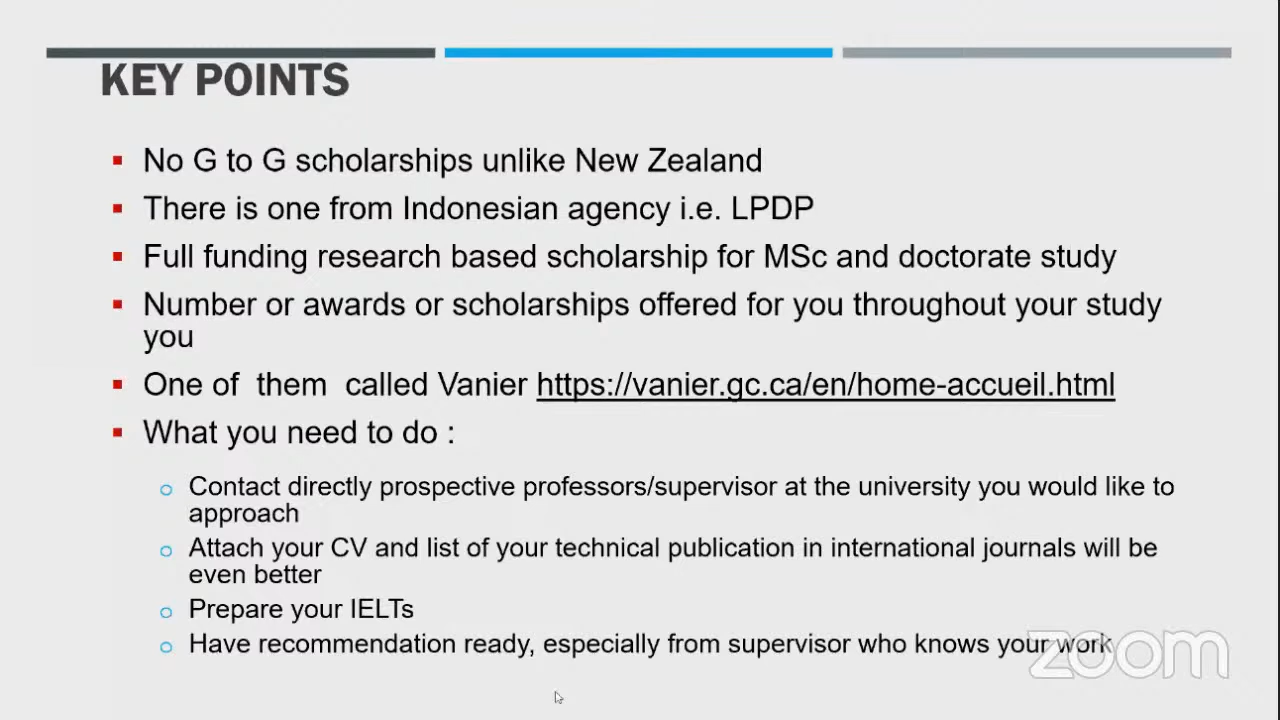 KEY POINTS
No G to G scholarships unlike New Zealand
There is one from Indonesian agency i.e. LPDP
Full funding research based scholarship for MSc and doctorate study
Number or awards or scholarships offered for you throughout your study
you
One of them called Vanier https://vanier.gc.ca/en/home-accueil.html
What you need to do :
Contact directly prospective professors/supervisor at the university you would like to
approach
Attach your CV and list of your technical publication in international journals will be
even better
Prepare your IELTs
Have recommendation ready, especially from supervisor who knows your work
zoom